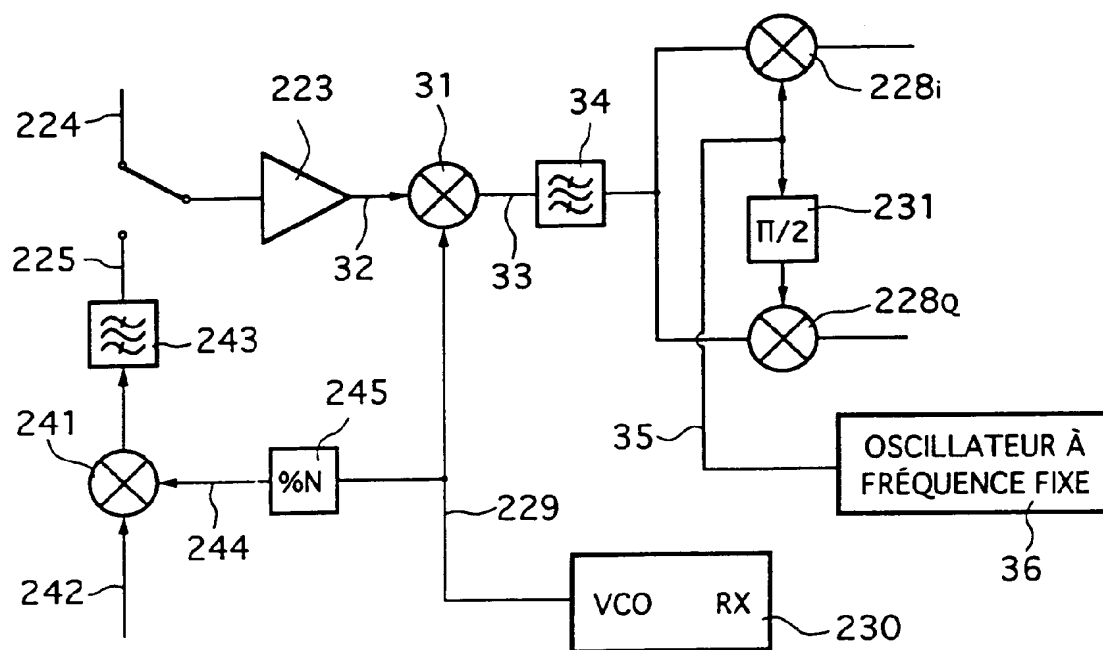 228i
31
34
223
224
231
Π/2
225
32
33
228Q
243
245
241
35
OSCILLATEUR À
FRÉQUENCE FIXE
%N
229
244
36
242
VCO RX
230